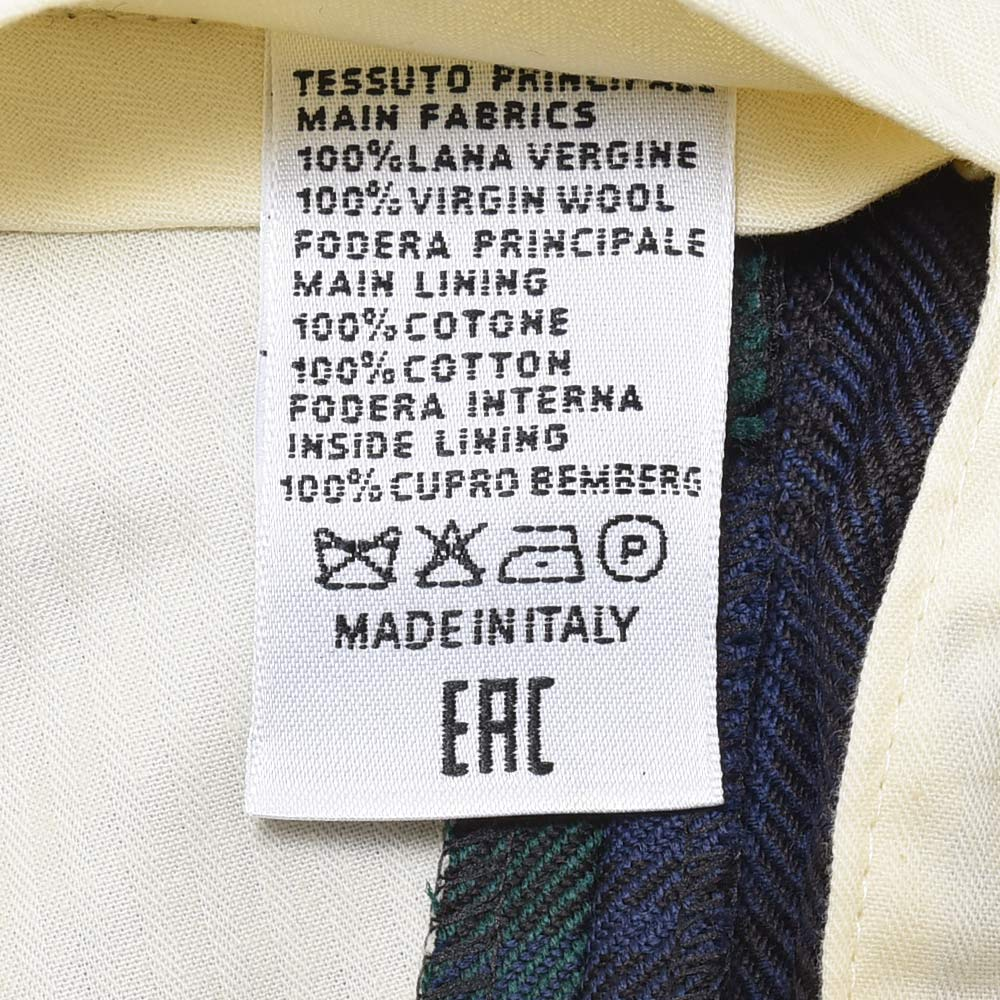 TESSUTO PRINCIPALE
MAIN FABRICS
100%LANA VERGINE
100%VIRGIN WOOL
FODERA PRINCIPALE
MAIN LINING
100%COTONE
100%COTTON
FODERA INTERNA
INSIDE LINING
100%CUPRO BEMBERG
P
MADE IN ITALY
EAC